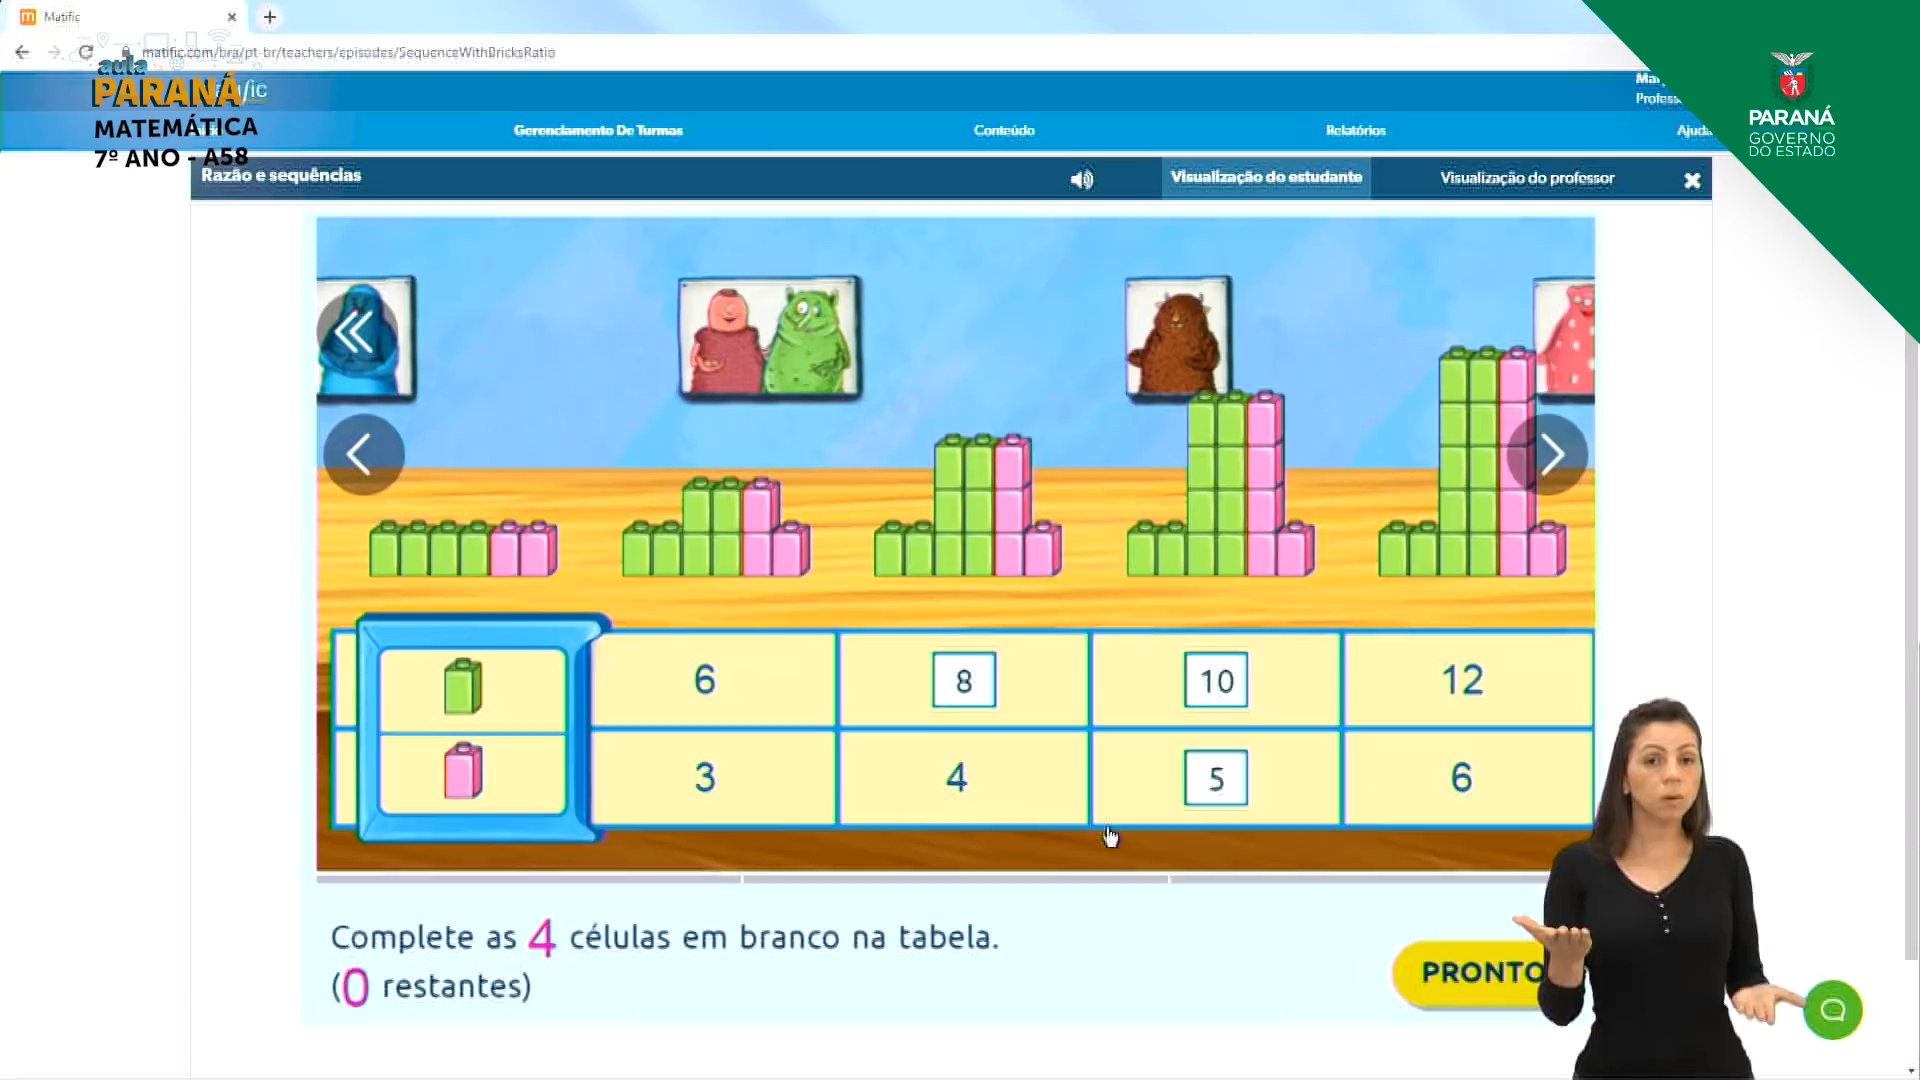 Matific
matific.com/bra/pt-br/teachers/episodes/SequenceWithBricksRatio
aula
PARANÁ
MATEMÁTICA
7º ANO - A58
Gerenciamento De Turmas
Conteúdo
Relatórios
Ajuda
PARANÁ
GOVERNO
DO ESTADO
Razão e sequências
Visualização do estudante
Visualização do professor
6 8 10 12
3 4 5 6
Complete as 4 células em branco na tabela.
(0 restantes)
PRONTO